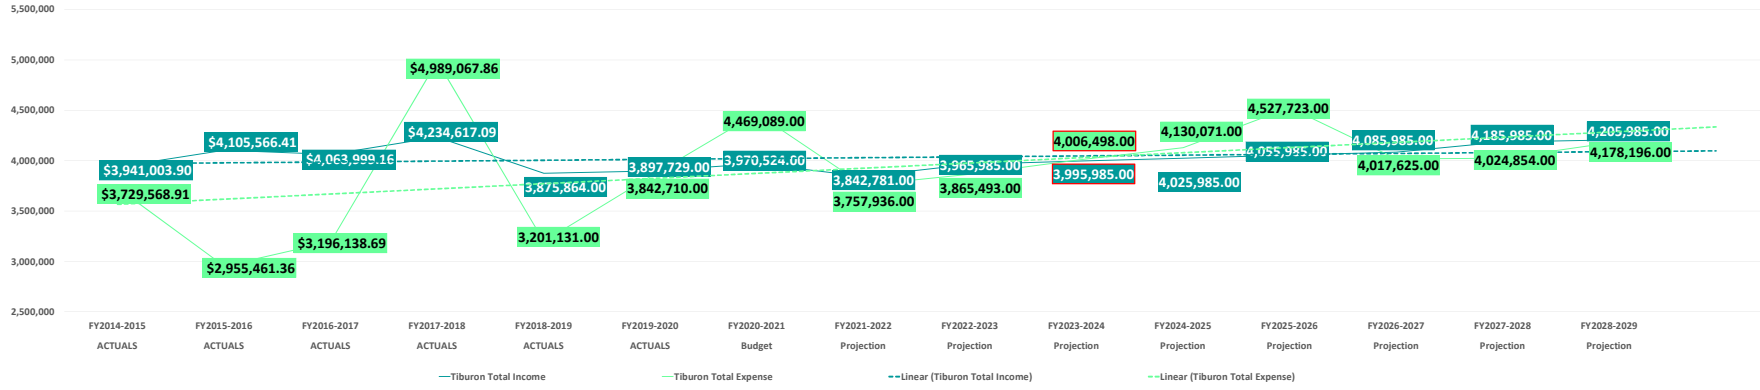 5,500,000
5,000,000
4,500,000
4,000,000
3,500,000
3,000,000
2,500,000
$3,941,003.90
$4,105,566.41
$4,063,999.16
$4,234,617.09
3,875,864.00
3,897,729.00
3,970,524.00
3,842,781.00
3,965,985.00
3,995,985.00
4,025,985.00
4,055,985.00
4,085,985.00
4,185,985.00
4,205,985.00
$3,729,568.91
$2,955,461.36
$3,196,138.69
$4,989,067.86
3,201,131.00
3,842,710.00
4,469,089.00
3,757,936.00
3,865,493.00
4,006,498.00
4,130,071.00
4,527,723.00
4,017,625.00
4,024,854.00
4,178,196.00
FY2014-2015
ACTUALS
FY2015-2016
ACTUALS
FY2016-2017
ACTUALS
FY2017-2018
ACTUALS
FY2018-2019
ACTUALS
FY2019-2020
ACTUALS
FY2020-2021
Budget
FY2021-2022
Projection
FY2022-2023
Projection
FY2023-2024
Projection
FY2024-2025
Projection
FY2025-2026
Projection
FY2026-2027
Projection
FY2027-2028
Projection
FY2028-2029
Projection
Tiburon Total Income
Tiburon Total Expense
Linear (Tiburon Total Income)
Linear (Tiburon Total Expense)